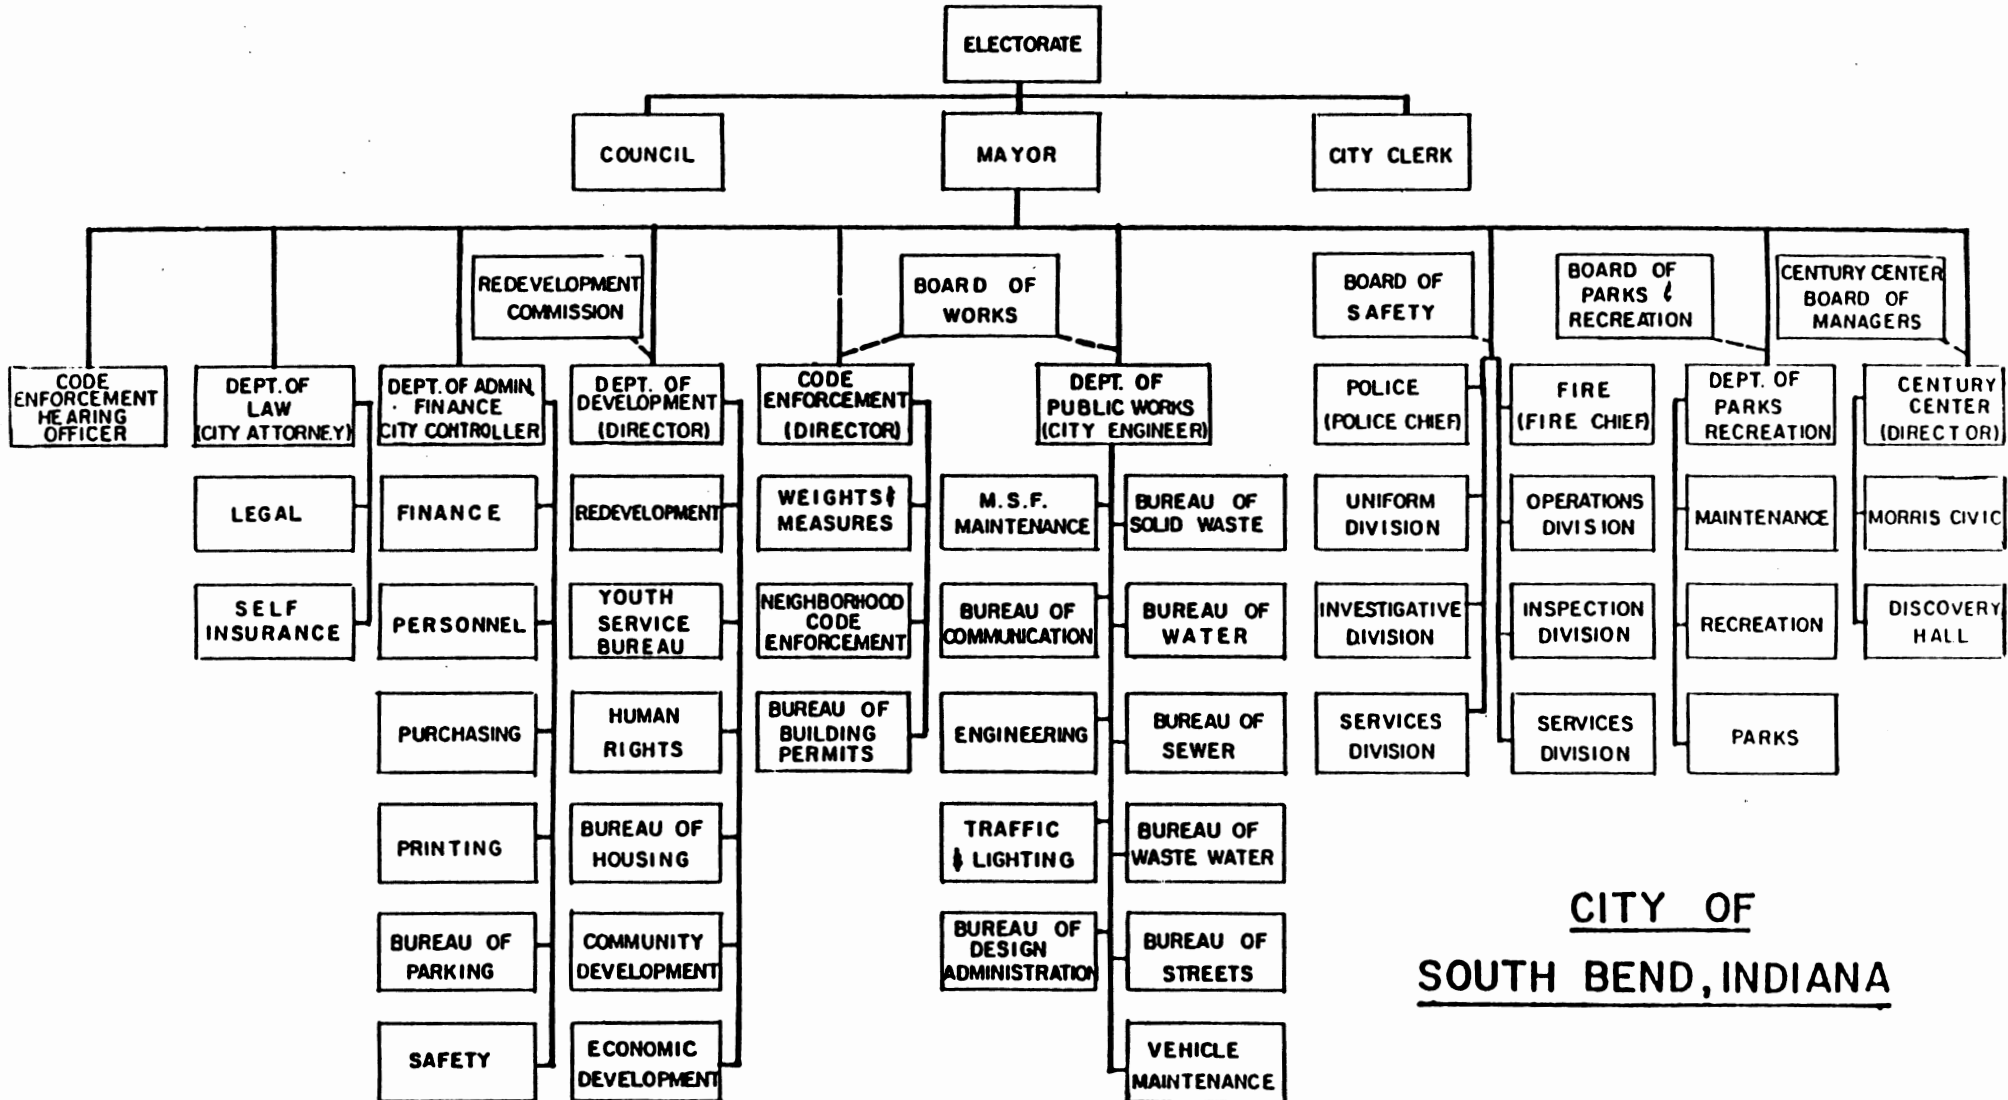 ELECTORATE
COUNCIL
MAYOR
CITY CLERK
REDEVELOPMENT
COMMISSION
BOARD OF
WORKS
BOARD OF
SAFETY
BOARD OF
PARKS &
RECREATION
CENTURY CENTER
BOARD OF
MANAGERS
CODE
ENFORCEMENT
HEARING
OFFICER
DEPT. OF
LAW
(CITY ATTORNEY)
DEPT. OF ADMIN.
FINANCE
CITY CONTROLLER
DEPT. OF
DEVELOPMENT
(DIRECTOR)
CODE
ENFORCEMENT
(DIRECTOR)
DEPT. OF
PUBLIC WORKS
(CITY ENGINEER)
POLICE
(POLICE CHIEF)
FIRE
(FIRE CHIEF)
DEPT. OF
PARKS
RECREATION
CENTURY
CENTER
(DIRECTOR)
LEGAL
SELF
INSURANCE
FINANCE
PERSONNEL
PURCHASING
PRINTING
BUREAU OF
PARKING
SAFETY
REDEVELOPMENT
YOUTH
SERVICE
BUREAU
HUMAN
RIGHTS
BUREAU OF
HOUSING
COMMUNITY
DEVELOPMENT
ECONOMIC
DEVELOPMENT
WEIGHTS &
MEASURES
NEIGHBORHOOD
CODE
ENFORCEMENT
BUREAU OF
BUILDING
PERMITS
M.S.F.
MAINTENANCE
BUREAU OF
COMMUNICATION
ENGINEERING
TRAFFIC
& LIGHTING
BUREAU OF
DESIGN
ADMINISTRATION
BUREAU OF
SOLID WASTE
BUREAU OF
WATER
BUREAU OF
SEWER
BUREAU OF
WASTE WATER
BUREAU OF
STREETS
VEHICLE
MAINTENANCE
UNIFORM
DIVISION
INVESTIGATIVE
DIVISION
SERVICES
DIVISION
OPERATIONS
DIVISION
INSPECTION
DIVISION
SERVICES
DIVISION
MAINTENANCE
RECREATION
PARKS
MORRIS CIVIC
DISCOVERY
HALL
CITY OF
SOUTH BEND, INDIANA